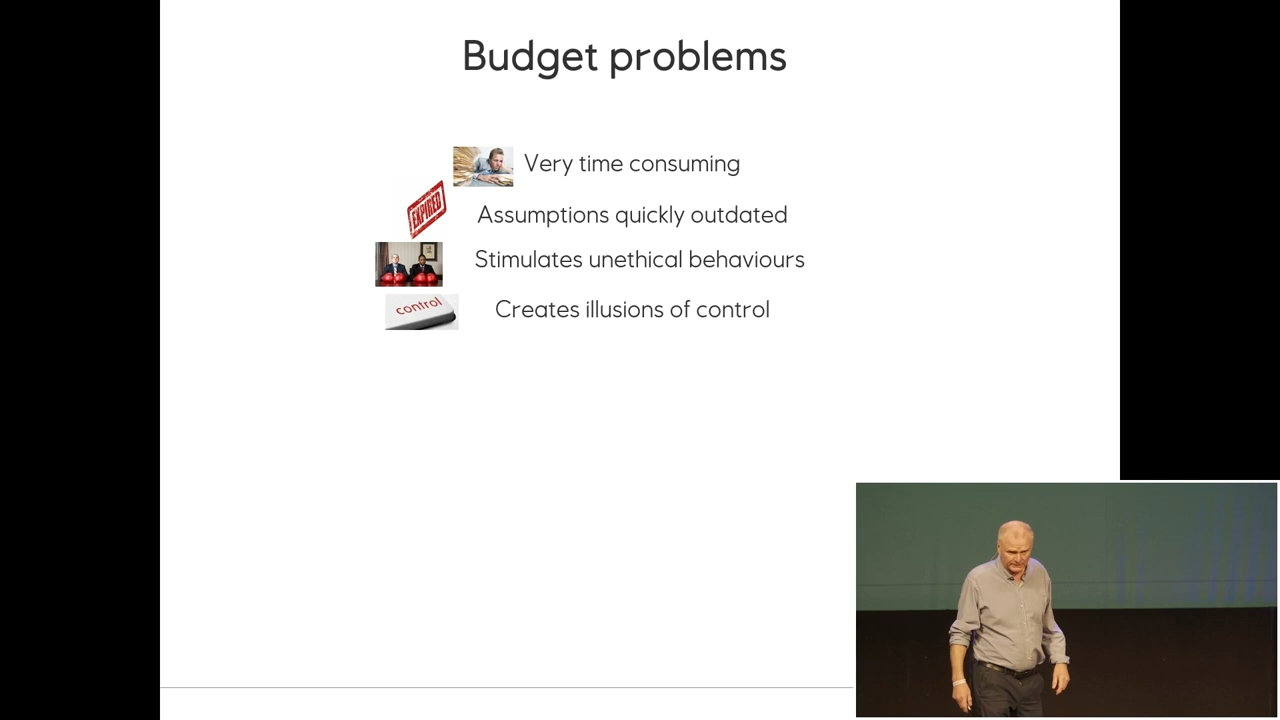 Budget problems
Very time consuming
EXPIRED
Assumptions quickly outdated
Stimulates unethical behaviours
control
Creates illusions of control